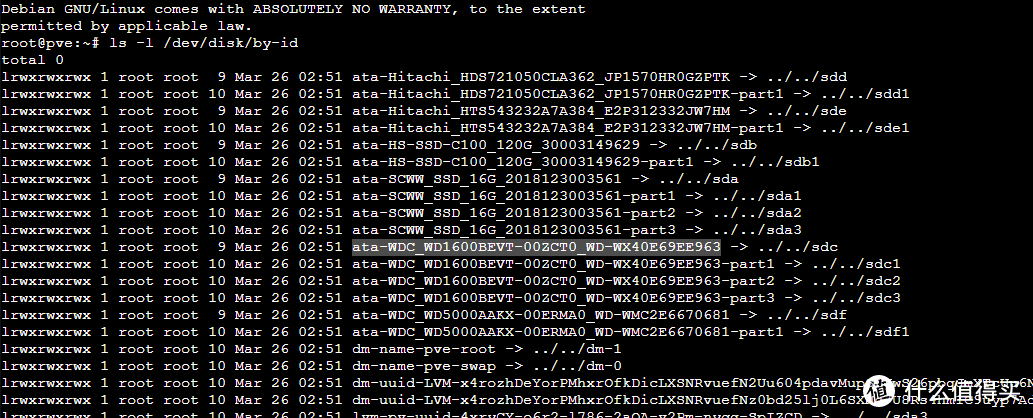 Debian GNU/Linux comes with ABSOLUTELY NO WARRANTY, to the extent
permitted by applicable law.
root@pve:~# ls -l /dev/disk/by-id
total 0
lrwxrwxrwx 1 root root  9 Mar 26 02:51 ata-Hitachi_HDS721050CLA362_JP1570HR0GZPTK -> ../../sdd
lrwxrwxrwx 1 root root 10 Mar 26 02:51 ata-Hitachi_HDS721050CLA362_JP1570HR0GZPTK-part1 -> ../../sdd1
lrwxrwxrwx 1 root root  9 Mar 26 02:51 ata-Hitachi_HTS543232A7A384_E2P312332JW7HM -> ../../sde
lrwxrwxrwx 1 root root 10 Mar 26 02:51 ata-Hitachi_HTS543232A7A384_E2P312332JW7HM-part1 -> ../../sde1
lrwxrwxrwx 1 root root  9 Mar 26 02:51 ata-HS-SSD-C100_120G_30003149629 -> ../../sdb
lrwxrwxrwx 1 root root 10 Mar 26 02:51 ata-HS-SSD-C100_120G_30003149629-part1 -> ../../sdb1
lrwxrwxrwx 1 root root  9 Mar 26 02:51 ata-SCWW_SSD_16G_2018123003561 -> ../../sda
lrwxrwxrwx 1 root root 10 Mar 26 02:51 ata-SCWW_SSD_16G_2018123003561-part1 -> ../../sda1
lrwxrwxrwx 1 root root 10 Mar 26 02:51 ata-SCWW_SSD_16G_2018123003561-part2 -> ../../sda2
lrwxrwxrwx 1 root root 10 Mar 26 02:51 ata-SCWW_SSD_16G_2018123003561-part3 -> ../../sda3
lrwxrwxrwx 1 root root  9 Mar 26 02:51 ata-WDC_WD1600BEVT-00ZCT0_WD-WX40E69EE963 -> ../../sdc
lrwxrwxrwx 1 root root 10 Mar 26 02:51 ata-WDC_WD1600BEVT-00ZCT0_WD-WX40E69EE963-part1 -> ../../sdc1
lrwxrwxrwx 1 root root 10 Mar 26 02:51 ata-WDC_WD1600BEVT-00ZCT0_WD-WX40E69EE963-part2 -> ../../sdc2
lrwxrwxrwx 1 root root 10 Mar 26 02:51 ata-WDC_WD1600BEVT-00ZCT0_WD-WX40E69EE963-part3 -> ../../sdc3
lrwxrwxrwx 1 root root  9 Mar 26 02:51 ata-WDC_WD5000AAKX-00ERMA0_WD-WMC2E6670681 -> ../../sdf
lrwxrwxrwx 1 root root 10 Mar 26 02:51 ata-WDC_WD5000AAKX-00ERMA0_WD-WMC2E6670681-part1 -> ../../sdf1
lrwxrwxrwx 1 root root 10 Mar 26 02:51 dm-name-pve-root -> ../../dm-1
lrwxrwxrwx 1 root root 10 Mar 26 02:51 dm-name-pve-swap -> ../../dm-0
lrwxrwxrwx 1 root root 10 Mar 26 02:51
lrwxrwxrwx 1 root root 10 Mar 26 02:51
值 什么值得买